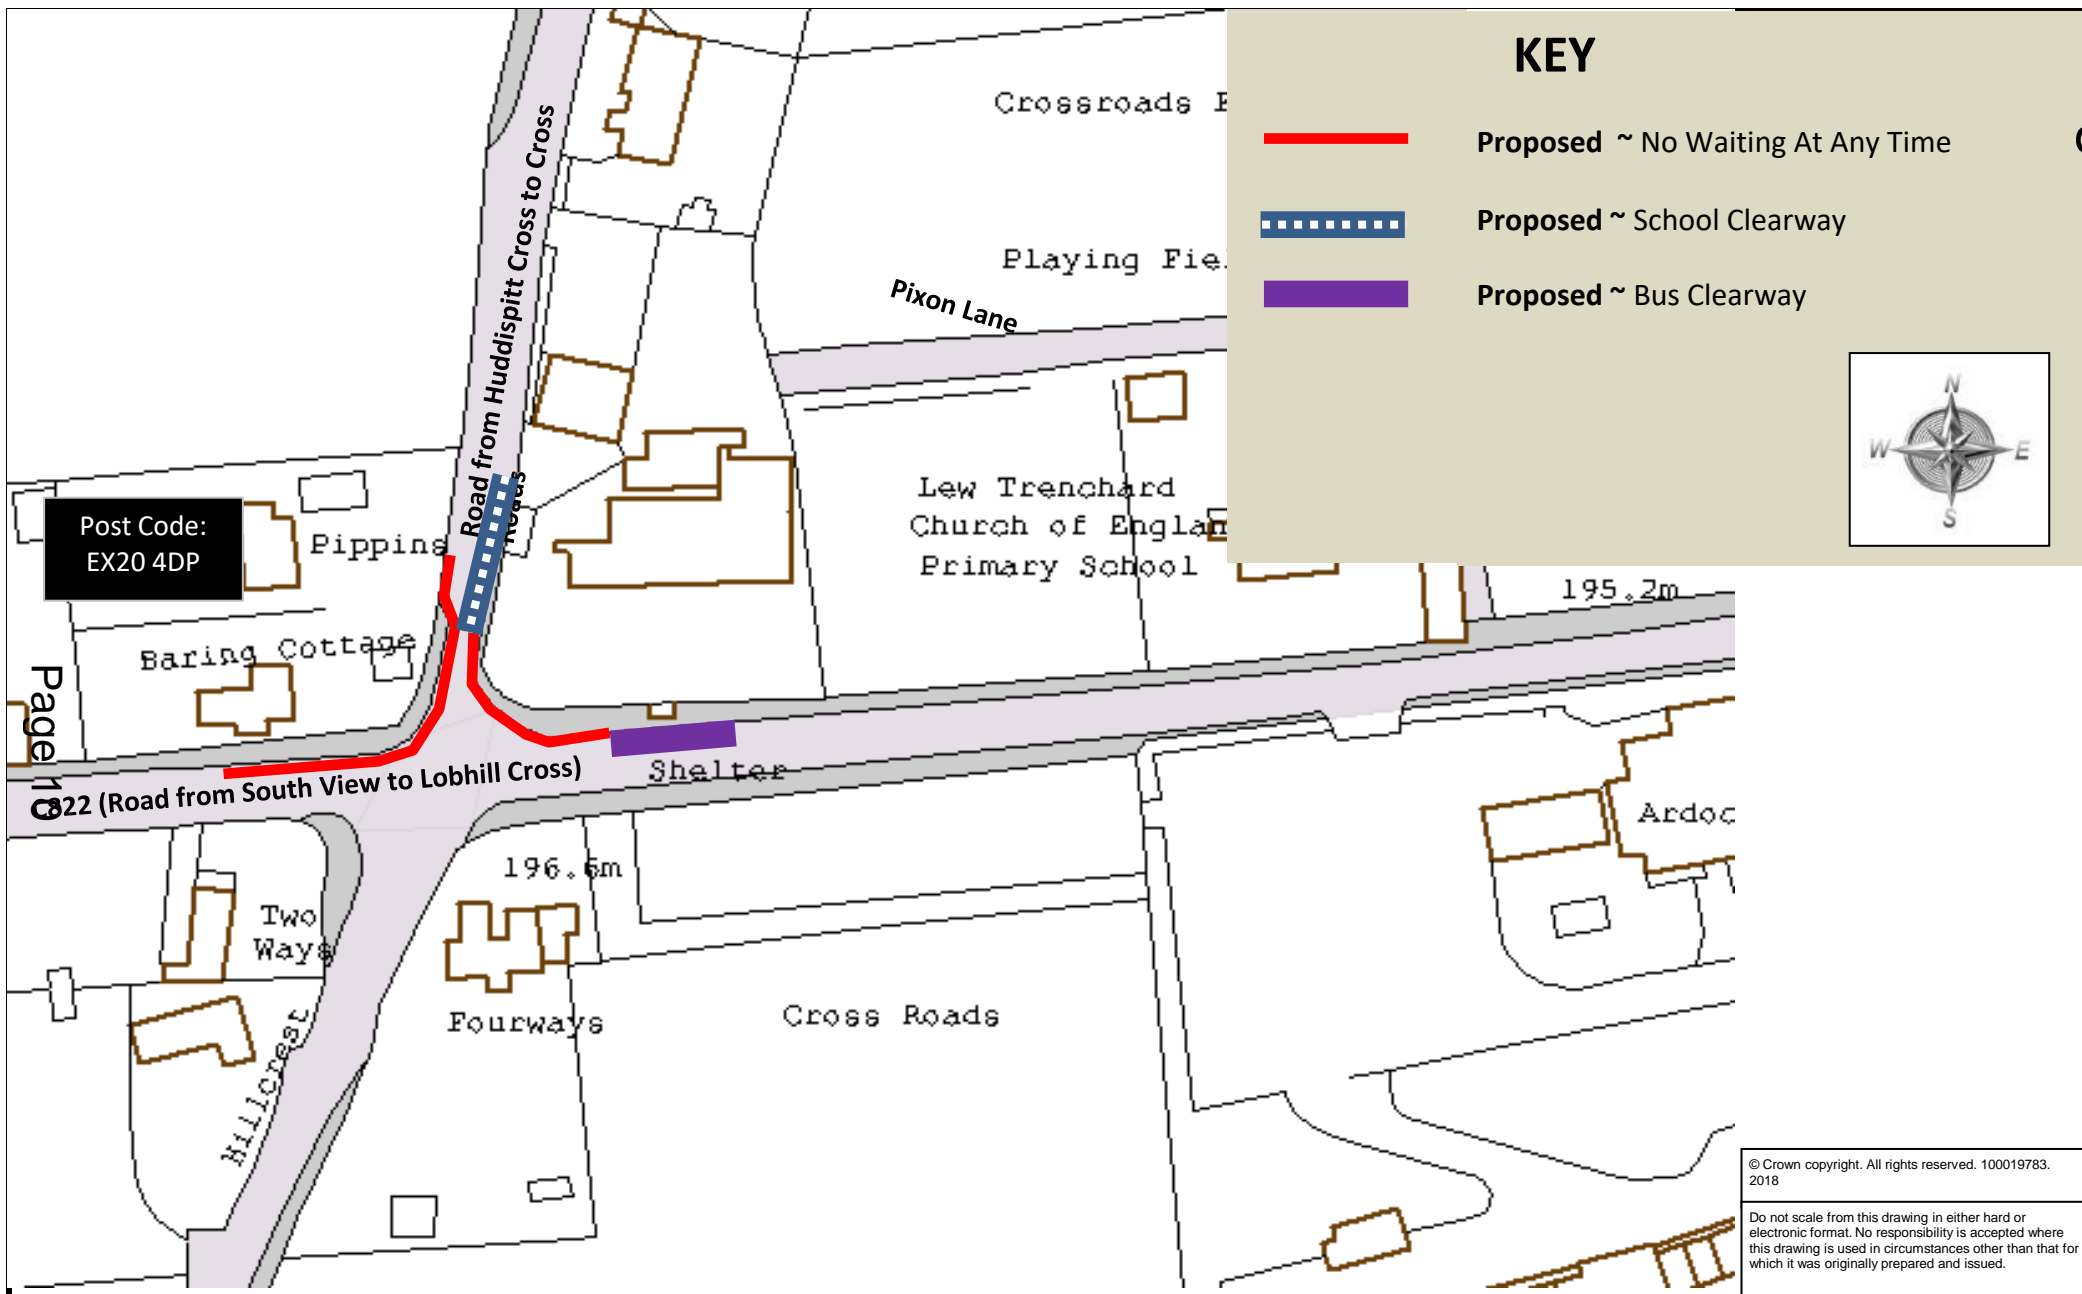 KEY
Proposed ~ No Waiting At Any Time
Proposed ~ School Clearway
Proposed ~ Bus Clearway
N
W E
S
Crossroads
Playing
Pixon Lane
Road from Huddispitt Cross to Cross
Roads
Lew Trenchard
Church of
Primary School
Post Code:
EX20 4DP
Pippins
Baring Cottage
195.2m
Page
C822 (Road from South View to Lobhill Cross)
Shelter
196.6m
Two
Ways
Fourways
Cross Roads
Hillcrest
© Crown copyright. All rights reserved. 100019783.
2018
Do not scale from this drawing in either hard or
electronic format. No responsibility is accepted where
this drawing is used in circumstances other than that for
which it was originally prepared and issued.